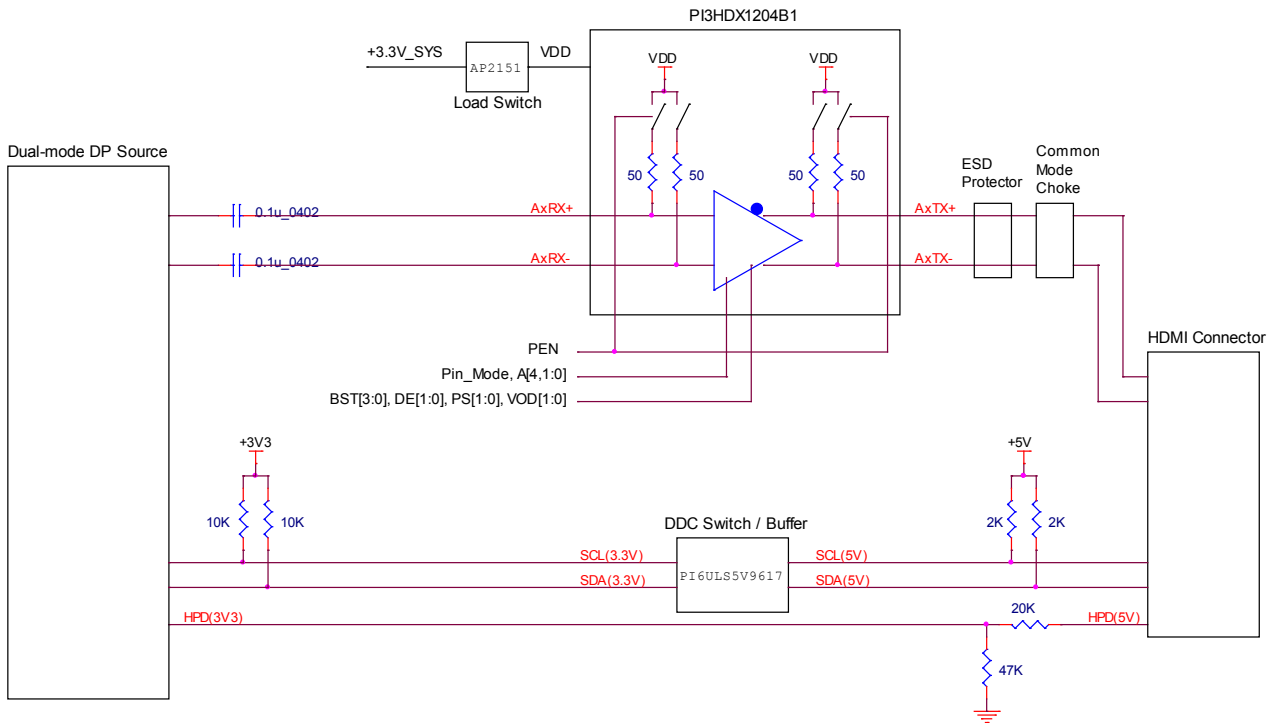 PI3HDX1204B1
+3.3V_SYS
VDD
AP2151
Load Switch
VDD
VDD
Dual-mode DP Source
50
50
50
50
ESD
Protector
Common
Mode
Choke
0.1u_0402
AxRX+
AxTX+
0.1u_0402
AxRX-
AxTX-
PEN
Pin_Mode, A[4,1:0]
BST[3:0], DE[1:0], PS[1:0], VOD[1:0]
HDMI Connector
+3V3
+5V
10K
10K
2K
2K
DDC Switch / Buffer
SCL(3.3V)
SCL(5V)
PI6ULS5V9617
SDA(3.3V)
SDA(5V)
HPD(3V3)
20K
HPD(5V)
47K